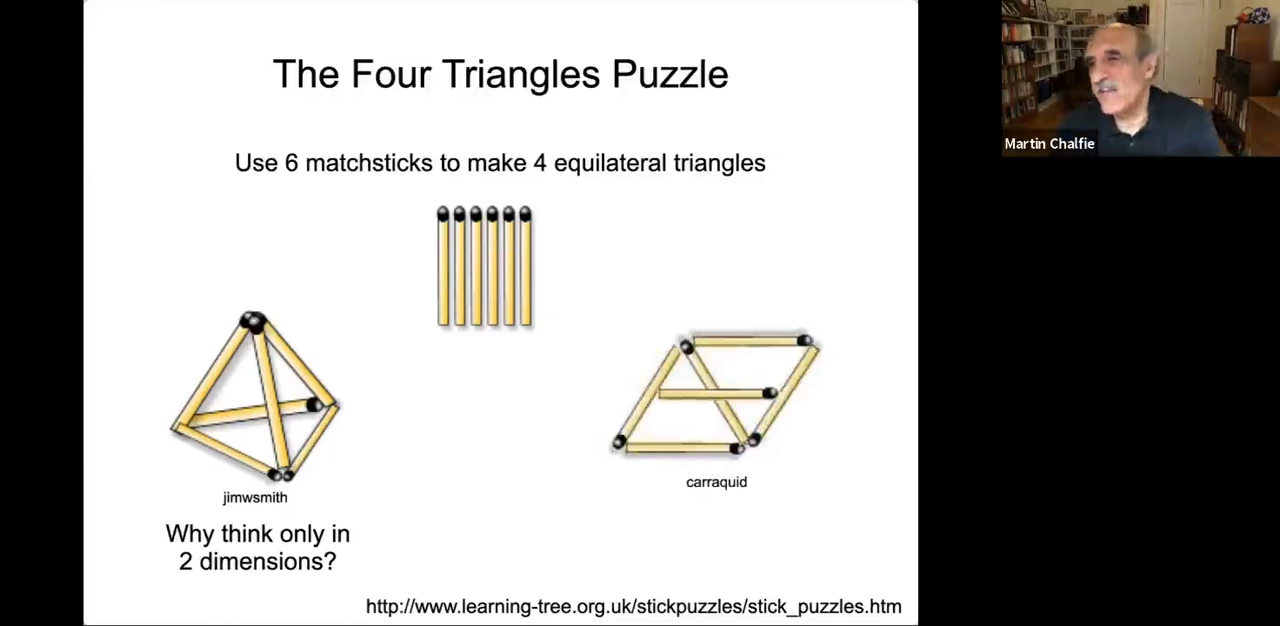 The Four Triangles Puzzle
Use 6 matchsticks to make 4 equilateral triangles
jimwsmith
carraquid
Why think only in
2 dimensions?
http://www.learning-tree.org.uk/stickpuzzles/stick_puzzles.htm
Martin Chalfie